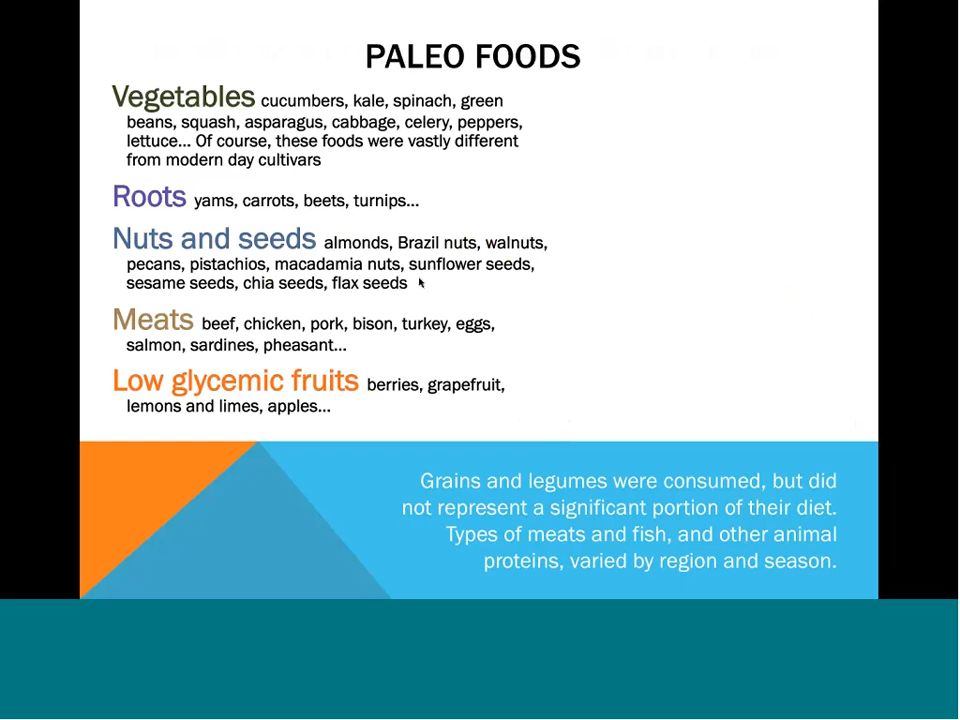 PALEO FOODS
Vegetables cucumbers, kale, spinach, green
beans, squash, asparagus, cabbage, celery, peppers,
lettuce... Of course, these foods were vastly different
from modern day cultivars
Roots yams, carrots, beets, turnips...
Nuts and seeds almonds, Brazil nuts, walnuts,
pecans, pistachios, macadamia nuts, sunflower seeds,
sesame seeds, chia seeds, flax seeds
Meats beef, chicken, pork, bison, turkey, eggs,
salmon, sardines, pheasant...
Low glycemic fruits berries, grapefruit,
lemons and limes, apples...
Grains and legumes were consumed, but did
not represent a significant portion of their diet.
Types of meats and fish, and other animal
proteins, varied by region and season.